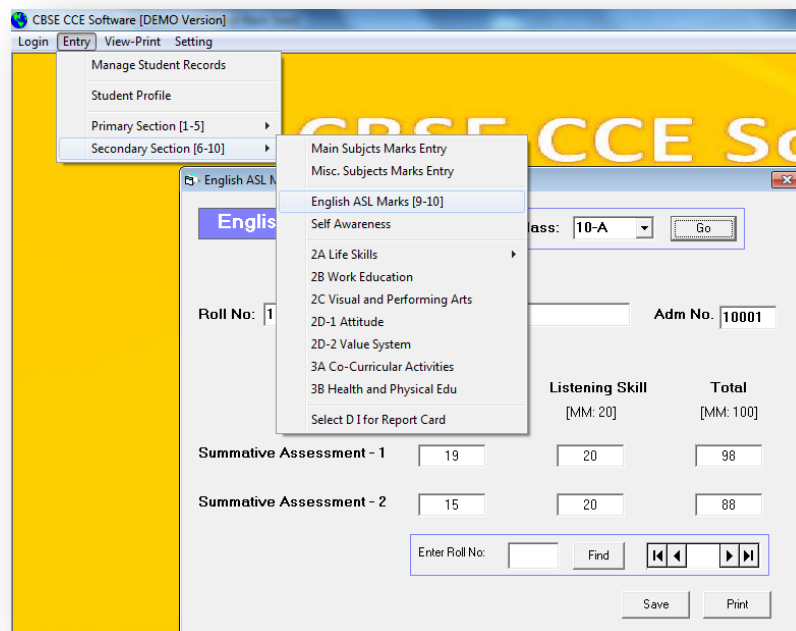 CBSE CCE Software [DEMO Version]
Login Entry View-Print Setting
Manage Student Records
Student Profile
Primary Section [1-5]
Secondary Section [6-10]
CBSE CCE So
Main Subjcts Marks Entry
Misc. Subjects Marks Entry
English ASL Marks [9-10]
Self Awareness
2A Life Skills
2B Work Education
2C Visual and Performing Arts
2D-1 Attitude
2D-2 Value System
3A Co-Curricular Activities
3B Health and Physical Edu
Select D I for Report Card
English ASL M
Englis
lass: 10-A Go
Roll No: 1 Adm No. 10001
Listening Skill Total
[MM: 20] [MM: 100]
Summative Assessment - 1 19 20 98
Summative Assessment - 2 15 20 88
Enter Roll No: Find
Save Print